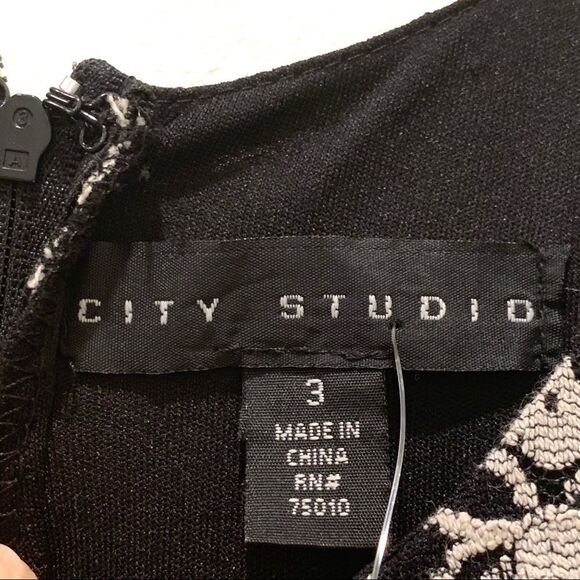 CITY STUDIO
3
MADE IN
CHINA
RN#
75010
A